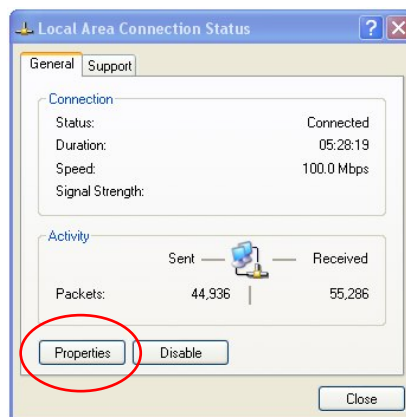 Local Area Connection Status
General Support
Connection
Status: Connected
Duration: 05:28:19
Speed: 100.0 Mbps
Signal Strength:
Activity
Sent Received
Packets: 44,936 55,286
Properties Disable
Close